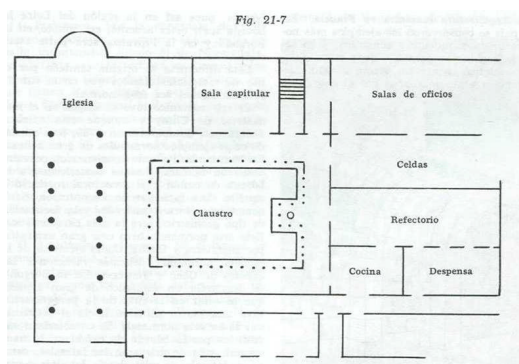 Fig. 21-7
Iglesia
Sala capitular
Salas de oficios
Celdas
Claustro
Refectorio
Cocina
Despensa